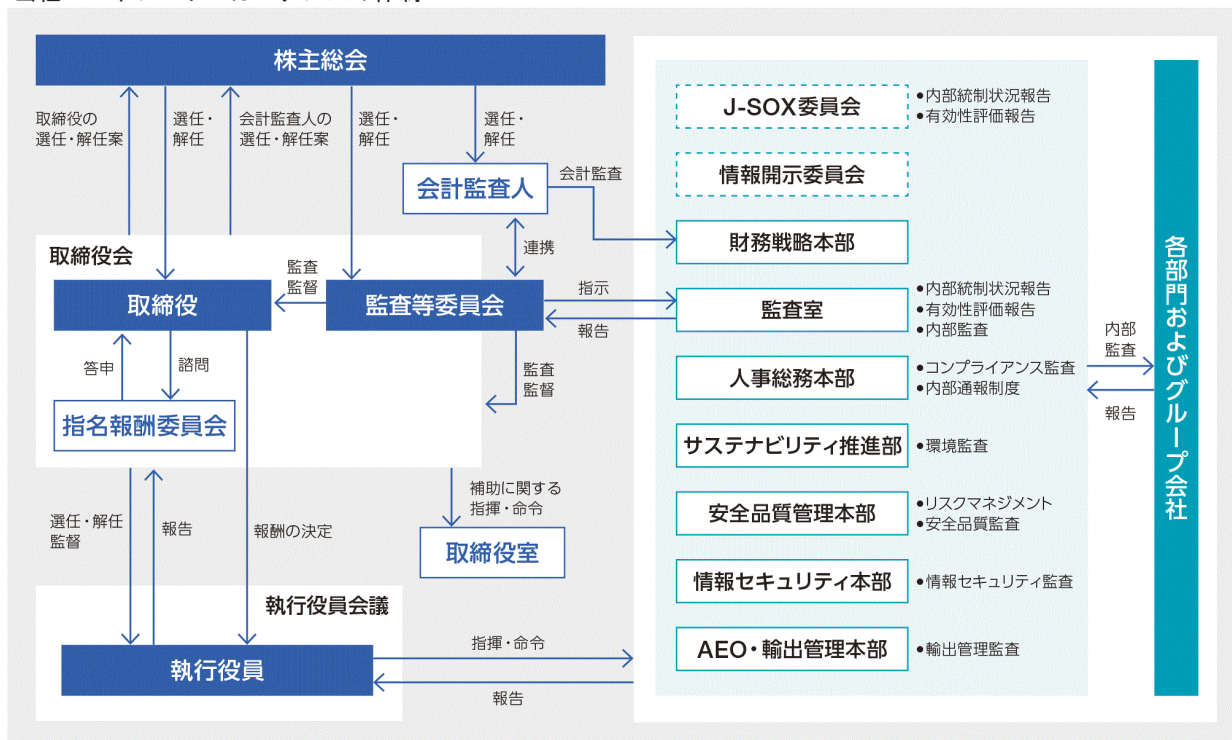 株主総会
取締役の
選任・解任案
選任・
解任
会計監査人の
選任・解任案
選任・
解任
選任・
解任
会計監査人
会計監査
連携
取締役会
取締役
監査
監督
監査等委員会
指示
報告
答申
諮問
監査
監督
指名報酬委員会
選任・解任
監督
報告
報酬の決定
補助に関する
指揮・命令
取締役室
執行役員会議
執行役員
指揮・命令
報告
J-SOX委員会
•内部統制状況報告
•有効性評価報告
情報開示委員会
財務戦略本部
監査室
•内部統制状況報告
•有効性評価報告
•内部監査
人事総務本部
•コンプライアンス監査
•内部通報制度
サステナビリティ推進部
•環境監査
安全品質管理本部
•リスクマネジメント
•安全品質監査
情報セキュリティ本部
•情報セキュリティ監査
AEO・輸出管理本部
•輸出管理監査
内部
監査
報告
各部門およびグループ会社